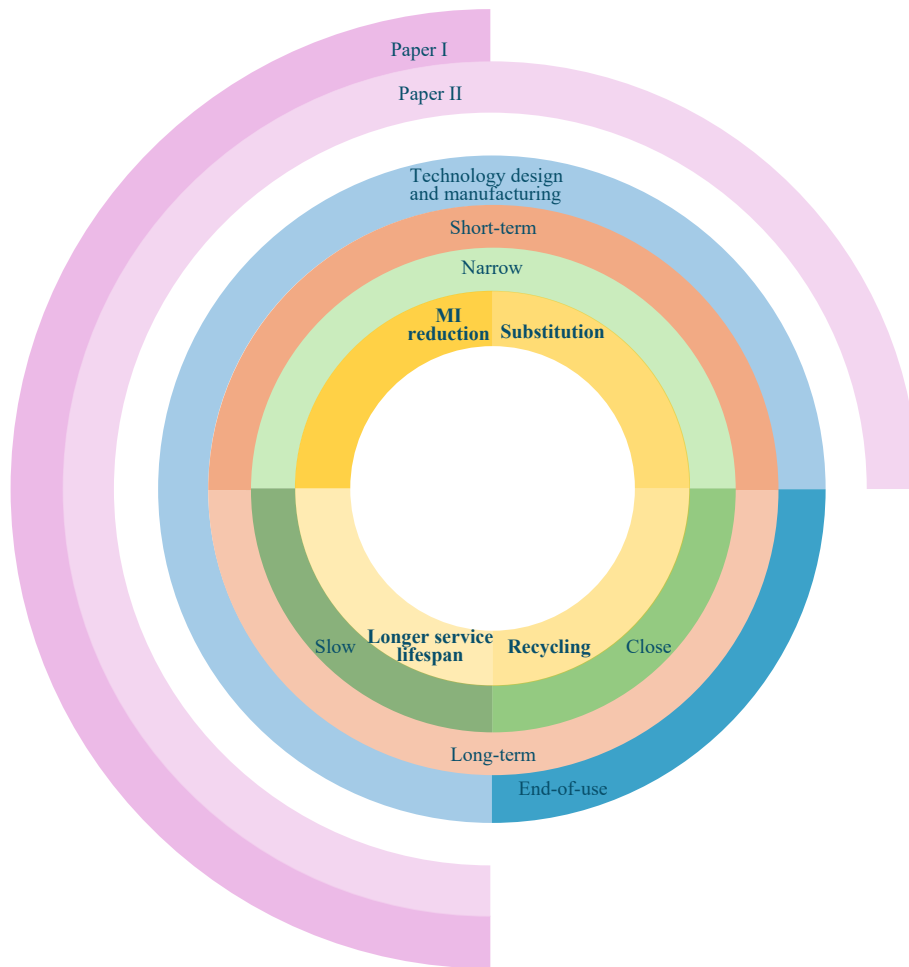 Paper I
Paper II
Technology design
and manufacturing
Short-term
Narrow
MI
reduction
Substitution
Longer service
lifespan
Recycling
Slow
Close
Long-term
End-of-use